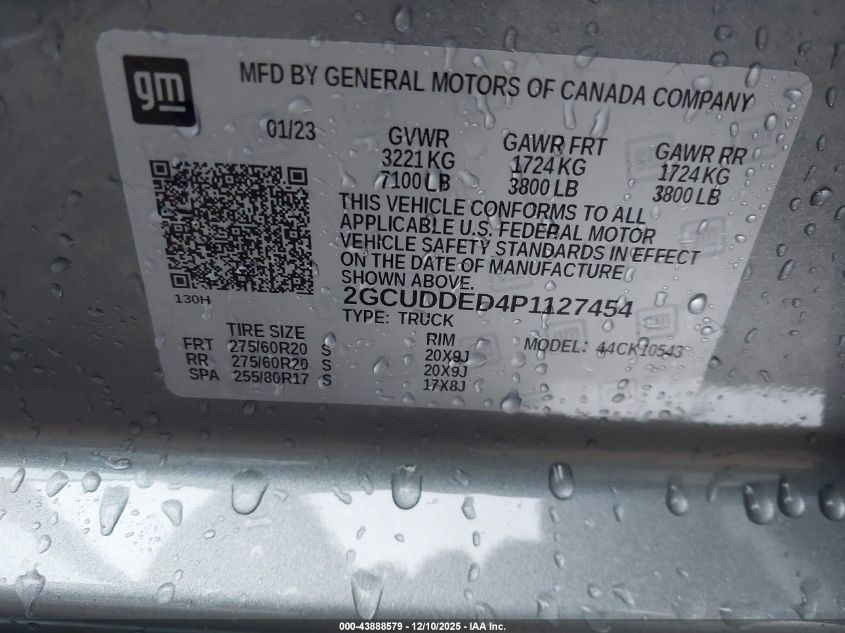 gm
MFD BY GENERAL MOTORS OF CANADA COMPANY
01/23
GVWR
3221 KG
7100 LB
GAWR FRT
1724 KG
3800 LB
GAWR RR
1724 KG
3800 LB
THIS VEHICLE CONFORMS TO ALL
APPLICABLE U.S. FEDERAL MOTOR
VEHICLE SAFETY STANDARDS IN EFFECT
ON THE DATE OF MANUFACTURE
SHOWN ABOVE.
130H
2GCUDDED4P1127454
TYPE: TRUCK
MODEL: 44CK10543
TIRE SIZE
RIM
FRT 275/60R20 S 20X9J
RR 275/60R20 S 20X9J
SPA 255/80R17 S 17X8J
000-43888579 - 12/10/2025 - IAA Inc.